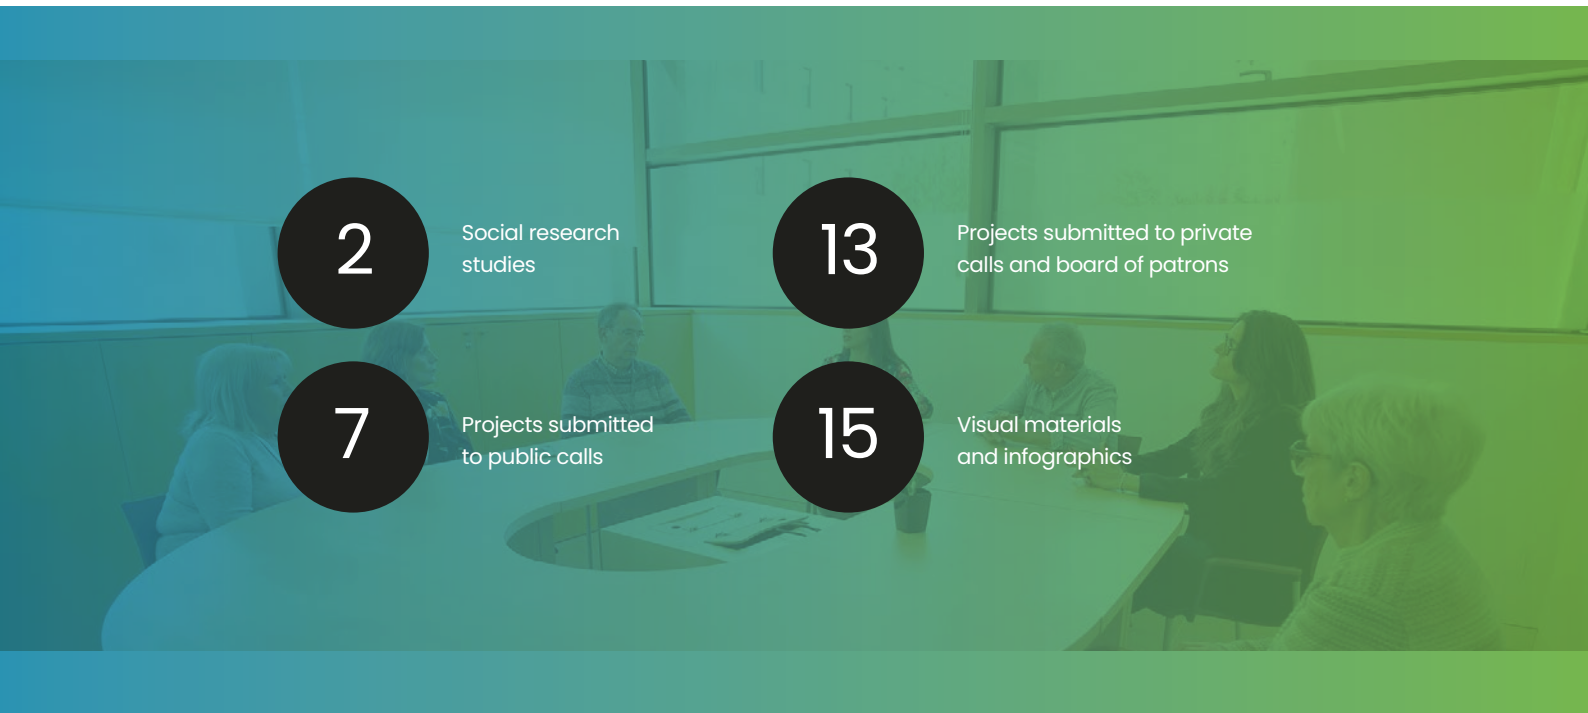 2
Social research
studies
13
Projects submitted to private
calls and board of patrons
7
Projects submitted
to public calls
15
Visual materials
and infographics